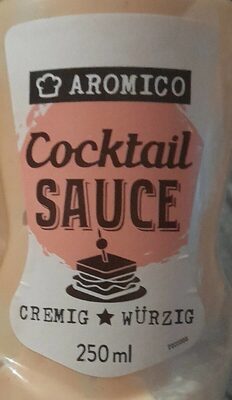 AROMICO
Cocktail
SAUCE
CREMIG ★ WÜRZIG
250 ml